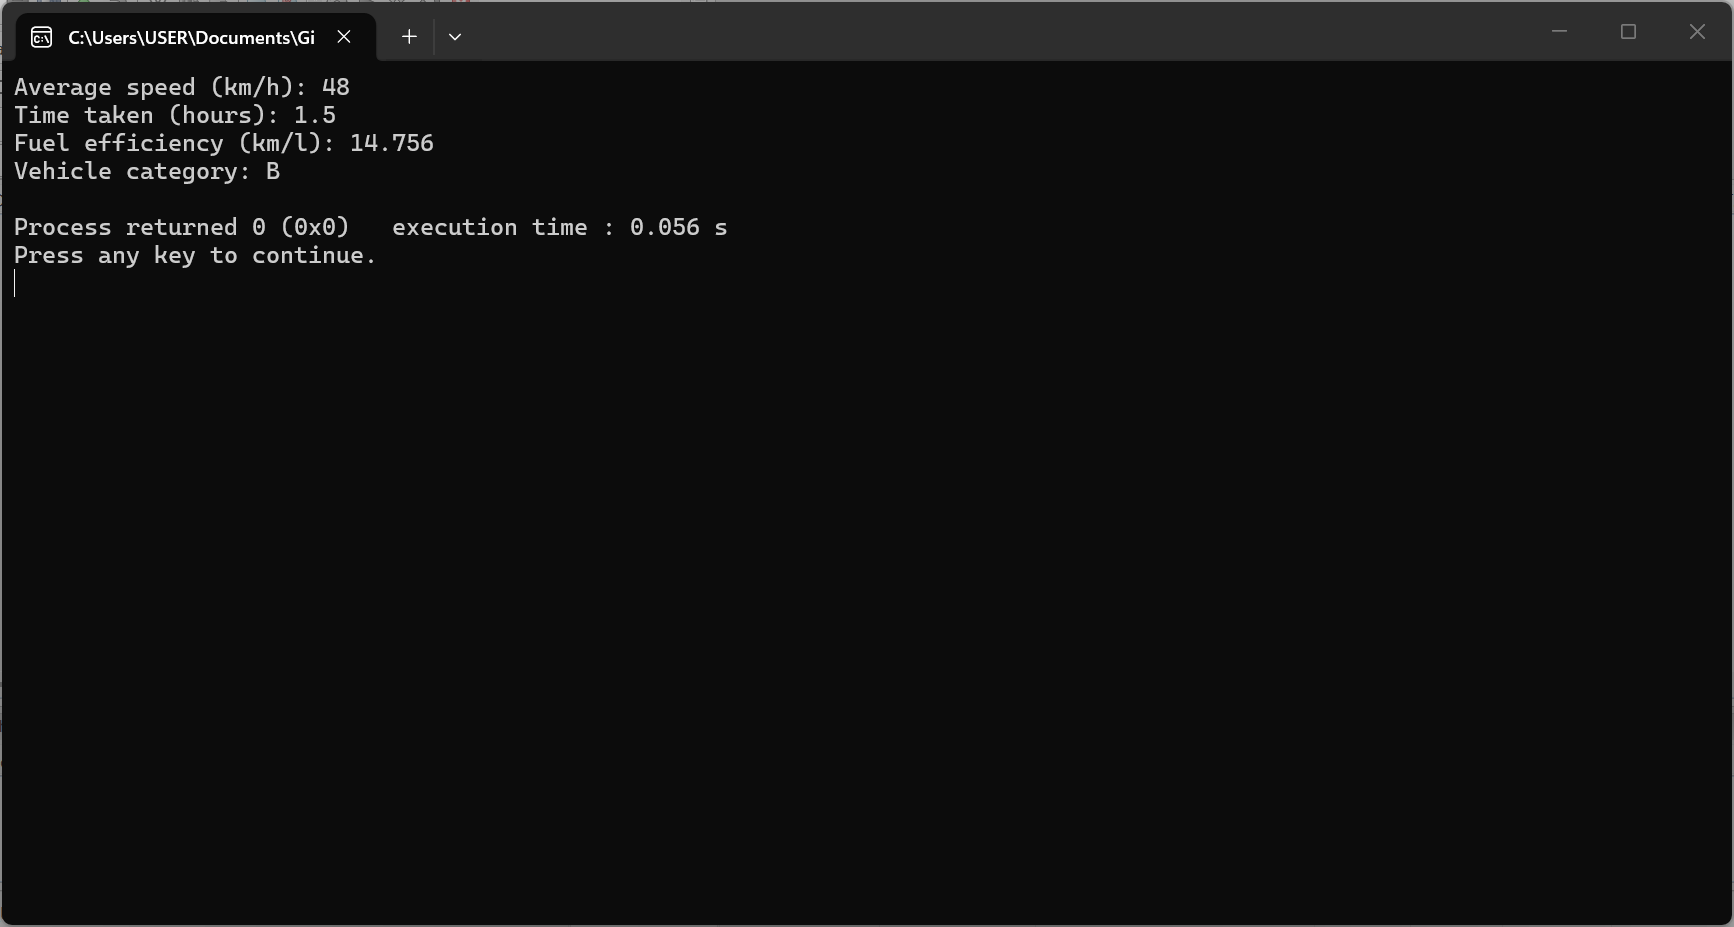 C:\Users\USER\Documents\Gi
Average speed (km/h): 48
Time taken (hours): 1.5
Fuel efficiency (km/l): 14.756
Vehicle category: B
Process returned 0 (0x0)   execution time : 0.056 s
Press any key to continue.